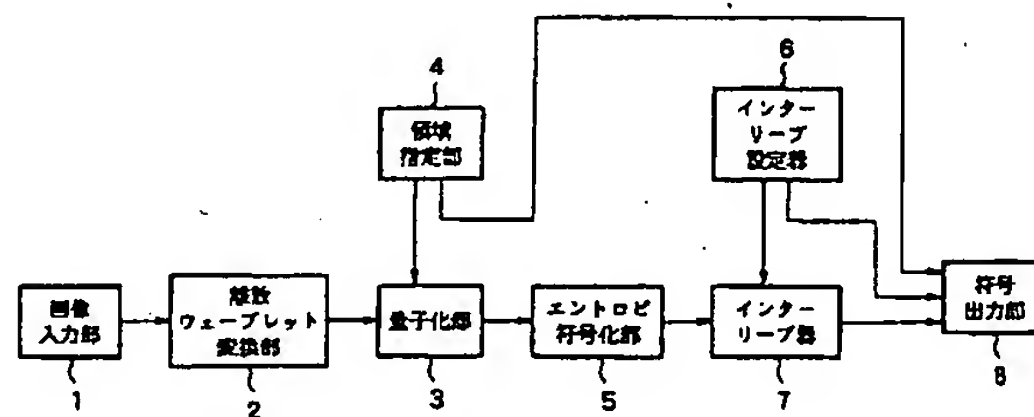 4
領域
指定部
6
インター
リーブ
設定器
画像
入力部
1
離散
ウェーブレット
変換部
2
量子化部
3
エントロピ
符号化部
5
インター
リーブ器
7
符号
出力部
8